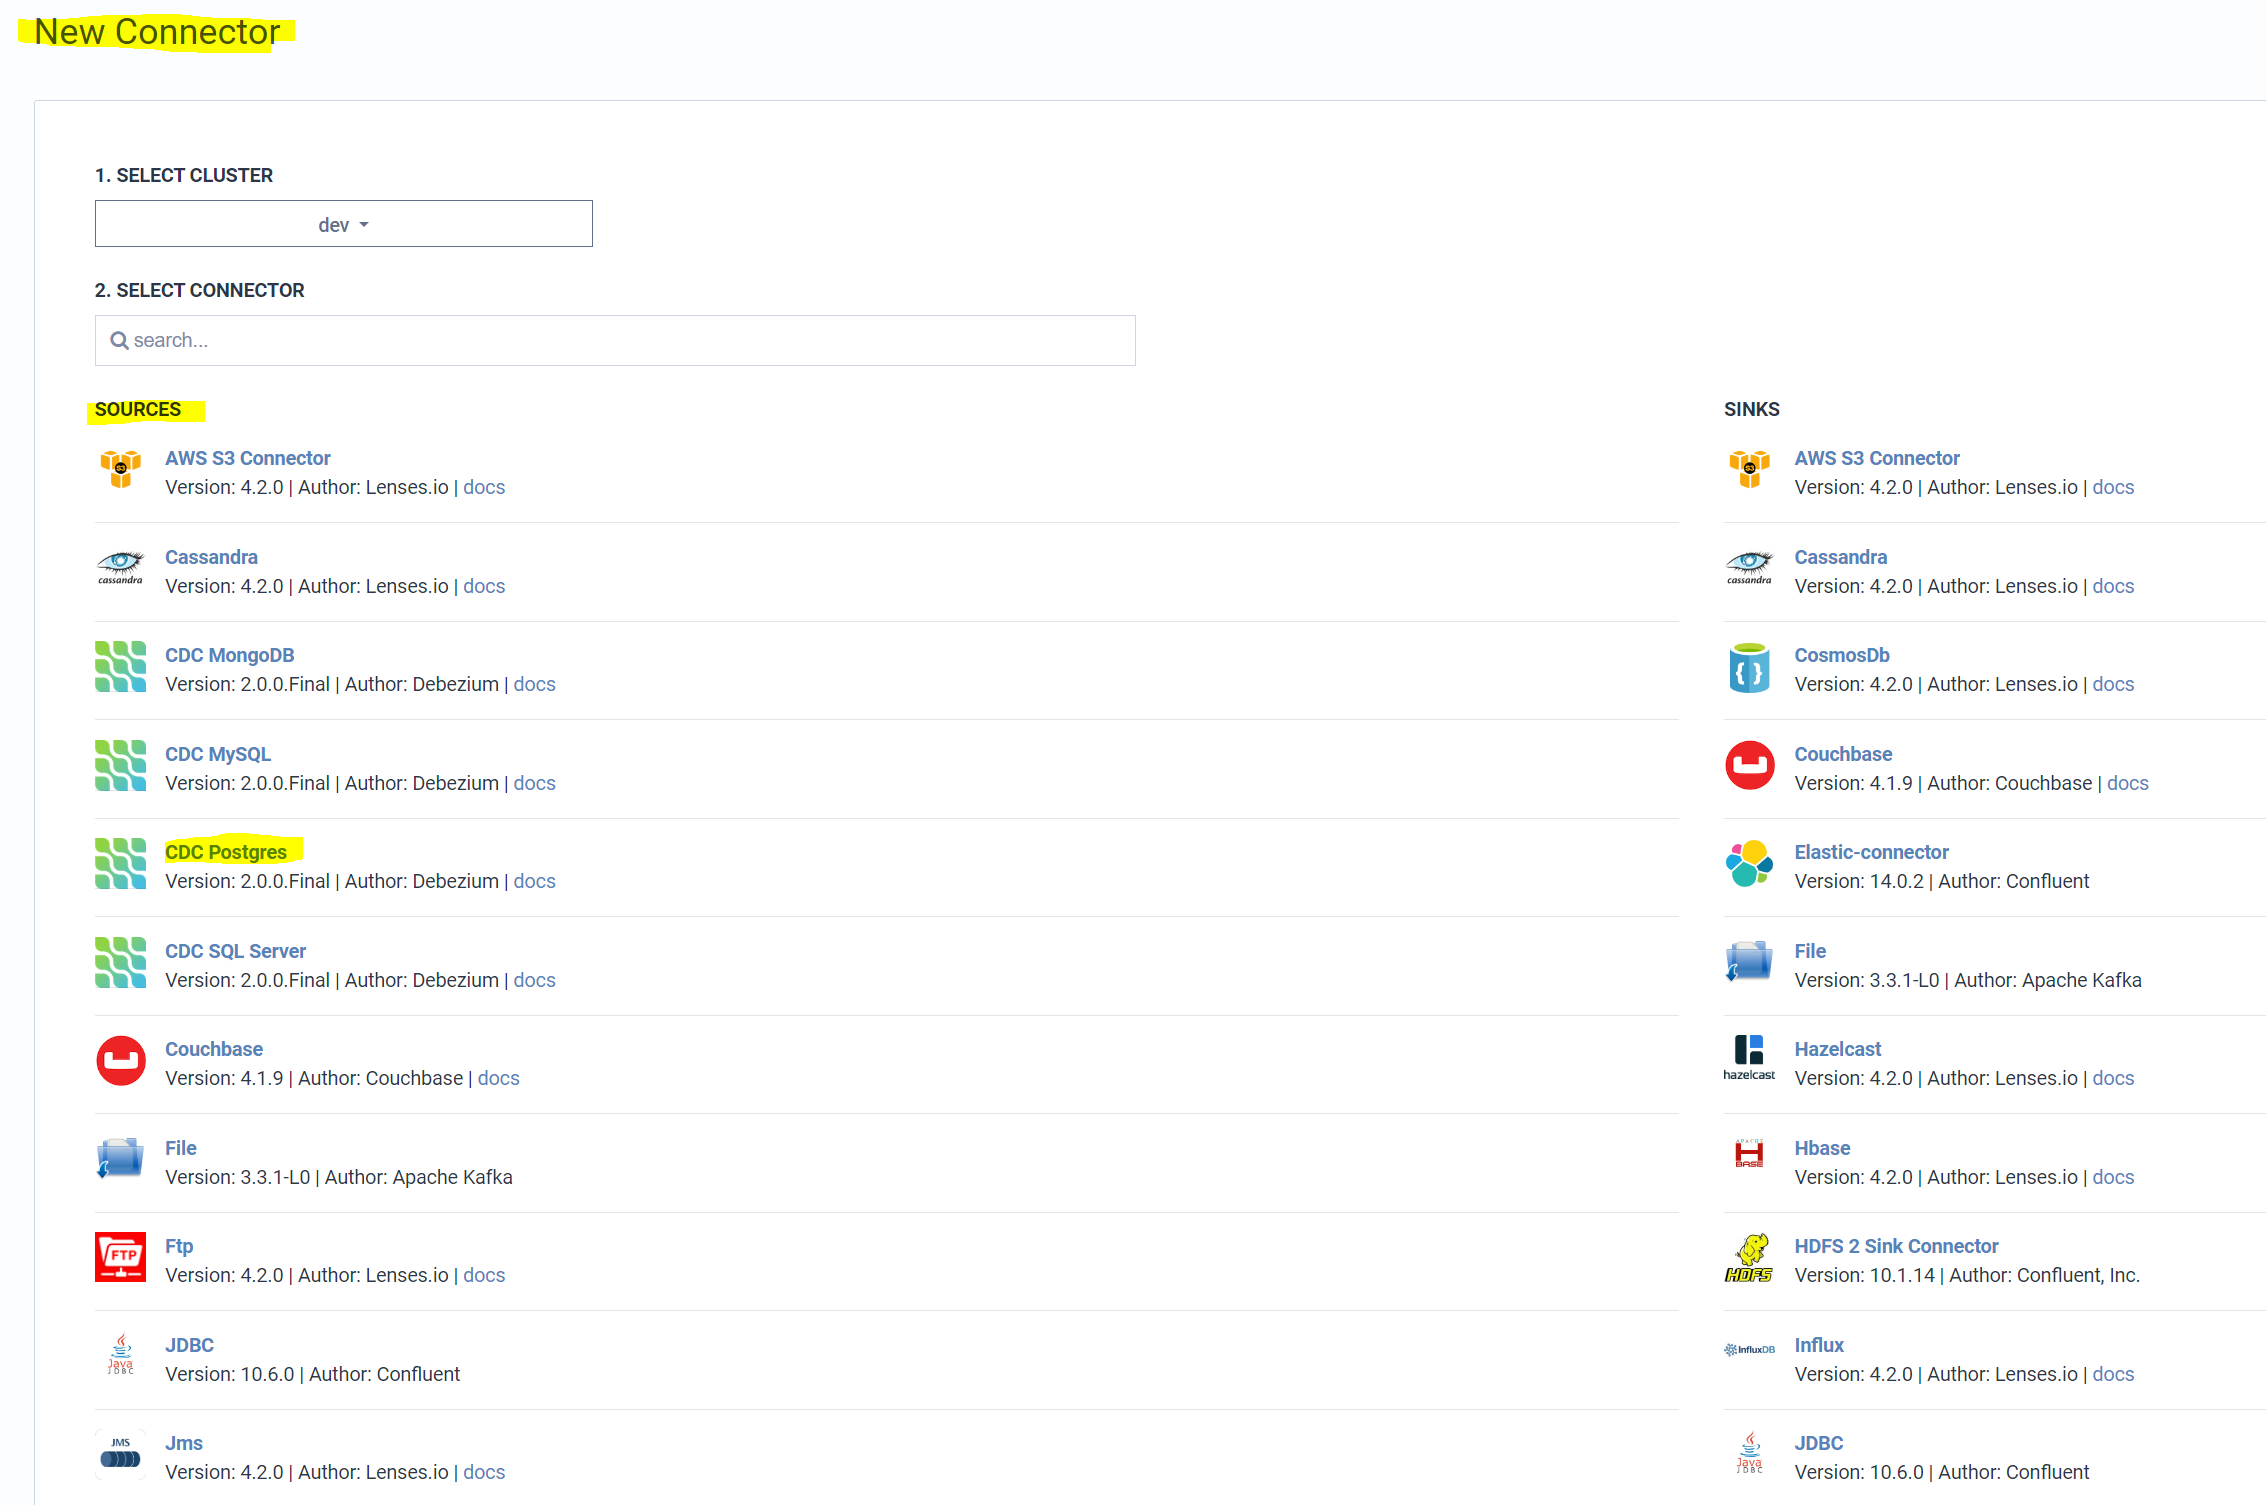 New Connector
1. SELECT CLUSTER
dev
2. SELECT CONNECTOR
search...
SOURCES
AWS S3 Connector
Version: 4.2.0 | Author: Lenses.io | docs
Cassandra
Version: 4.2.0 | Author: Lenses.io | docs
CDC MongoDB
Version: 2.0.0.Final | Author: Debezium | docs
CDC MySQL
Version: 2.0.0.Final | Author: Debezium | docs
CDC Postgres
Version: 2.0.0.Final | Author: Debezium | docs
CDC SQL Server
Version: 2.0.0.Final | Author: Debezium | docs
Couchbase
Version: 4.1.9 | Author: Couchbase | docs
File
Version: 3.3.1-L0 | Author: Apache Kafka
Ftp
Version: 4.2.0 | Author: Lenses.io | docs
JDBC
Version: 10.6.0 | Author: Confluent
Jms
Version: 4.2.0 | Author: Lenses.io | docs
S3
cassandra
FTP
Java
JDBC
JMS
SINKS
AWS S3 Connector
Version: 4.2.0 | Author: Lenses.io | docs
Cassandra
Version: 4.2.0 | Author: Lenses.io | docs
CosmosDb
Version: 4.2.0 | Author: Lenses.io | docs
Couchbase
Version: 4.1.9 | Author: Couchbase | docs
Elastic-connector
Version: 14.0.2 | Author: Confluent
File
Version: 3.3.1-L0 | Author: Apache Kafka
Hazelcast
Version: 4.2.0 | Author: Lenses.io | docs
Hbase
Version: 4.2.0 | Author: Lenses.io | docs
HDFS 2 Sink Connector
Version: 10.1.14 | Author: Confluent, Inc.
Influx
Version: 4.2.0 | Author: Lenses.io | docs
JDBC
Version: 10.6.0 | Author: Confluent
S3
cassandra
{ }
hazelcast
APACHE
H
BASE
HDFS
InfluxDB
Java
JDBC